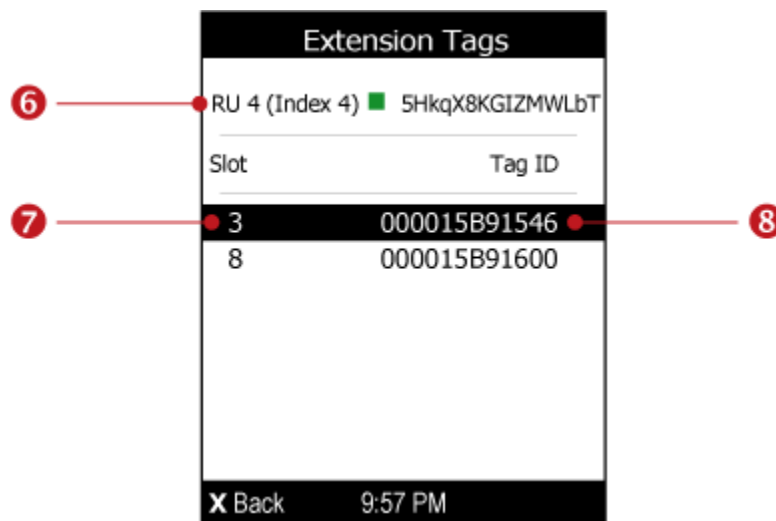 Extension Tags
6 RU 4 (Index 4) 5HkqX8KGIZMWLbT
Slot Tag ID
7 3 000015B91546 8
8 000015B91600
X Back 9:57 PM